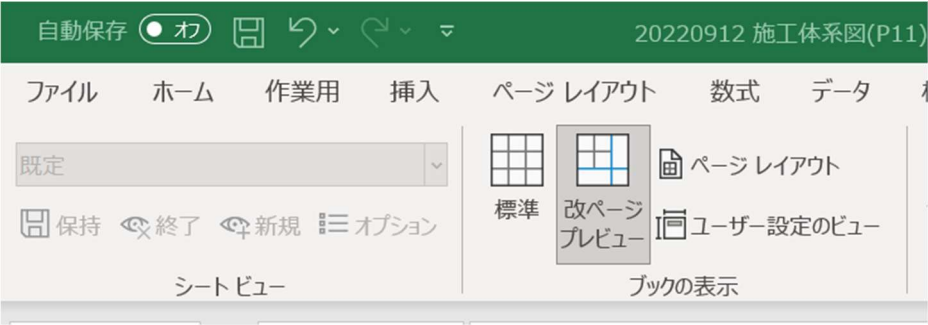 自動保存 オフ 20220912 施工体系図(P11)
ファイル ホーム 作業用 挿入 ページ レイアウト 数式 データ
既定
標準 改ページ プレビュー
ページ レイアウト
保持 終了 新規 オプション
ユーザー設定のビュー
シート ビュー ブックの表示